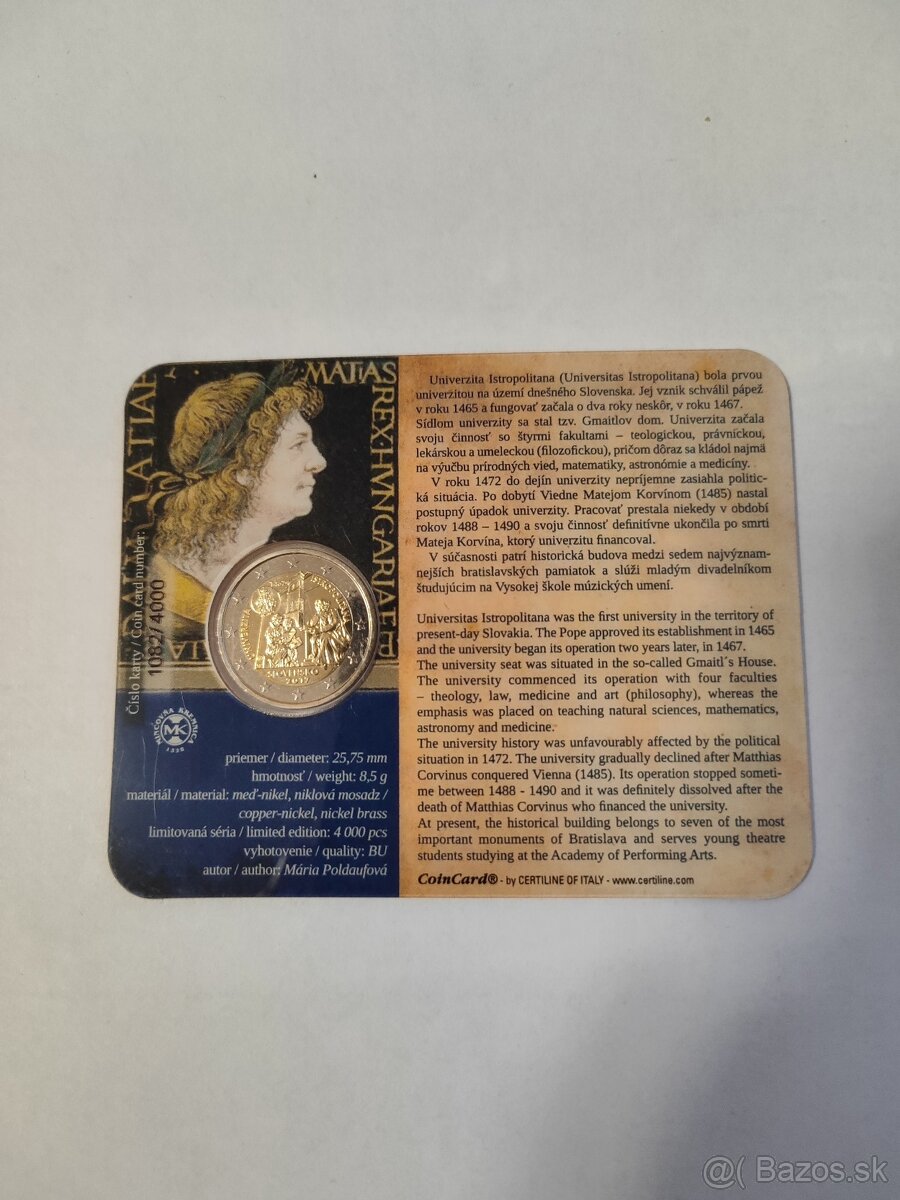 MATIAS
REX·HVNGARIAE
LATIAE
Číslo karty / Coin card number:
1082/4000
UNIVERZITA
ISTROPOLITANA
SLOVENSKO
2017
MINCOVŇA KREMNICA
MK
1328
priemer / diameter: 25,75 mm
hmotnosť / weight: 8,5 g
materiál / material: meď-nikel, niklová mosadz /
copper-nickel, nickel brass
limitovaná séria / limited edition: 4 000 pcs
vyhotovenie / quality: BU
autor / author: Mária Poldaufová
Univerzita Istropolitana (Universitas Istropolitana) bola prvou
univerzitou na území dnešného Slovenska. Jej vznik schválil pápež
v roku 1465 a fungovať začala o dva roky neskôr, v roku 1467.
Sídlom univerzity sa stal tzv. Gmaitlov dom. Univerzita začala
svoju činnosť so štyrmi fakultami – teologickou, právnickou,
lekárskou a umeleckou (filozofickou), pričom dôraz sa kládol najmä
na výučbu prírodných vied, matematiky, astronómie a medicíny.
V roku 1472 do dejín univerzity nepríjemne zasiahla politic-
ká situácia. Po dobytí Viedne Matejom Korvínom (1485) nastal
postupný úpadok univerzity. Pracovať prestala niekedy v období
rokov 1488 – 1490 a svoju činnosť definitívne ukončila po smrti
Mateja Korvína, ktorý univerzitu financoval.
V súčasnosti patrí historická budova medzi sedem najvýznam-
nejších bratislavských pamiatok a slúži mladým divadelníkom
študujúcim na Vysokej škole múzických umení.
Universitas Istropolitana was the first university in the territory of
present-day Slovakia. The Pope approved its establishment in 1465
and the university began its operation two years later, in 1467.
The university seat was situated in the so-called Gmaitl´s House.
The university commenced its operation with four faculties
– theology, law, medicine and art (philosophy), whereas the
emphasis was placed on teaching natural sciences, mathematics,
astronomy and medicine.
The university history was unfavourably affected by the political
situation in 1472. The university gradually declined after Matthias
Corvinus conquered Vienna (1485). Its operation stopped someti-
me between 1488 - 1490 and it was definitely dissolved after the
death of Matthias Corvinus who financed the university.
At present, the historical building belongs to seven of the most
important monuments of Bratislava and serves young theatre
students studying at the Academy of Performing Arts.
CoinCard® - by CERTILINE OF ITALY - www.certiline.com
@( Bazos.sk